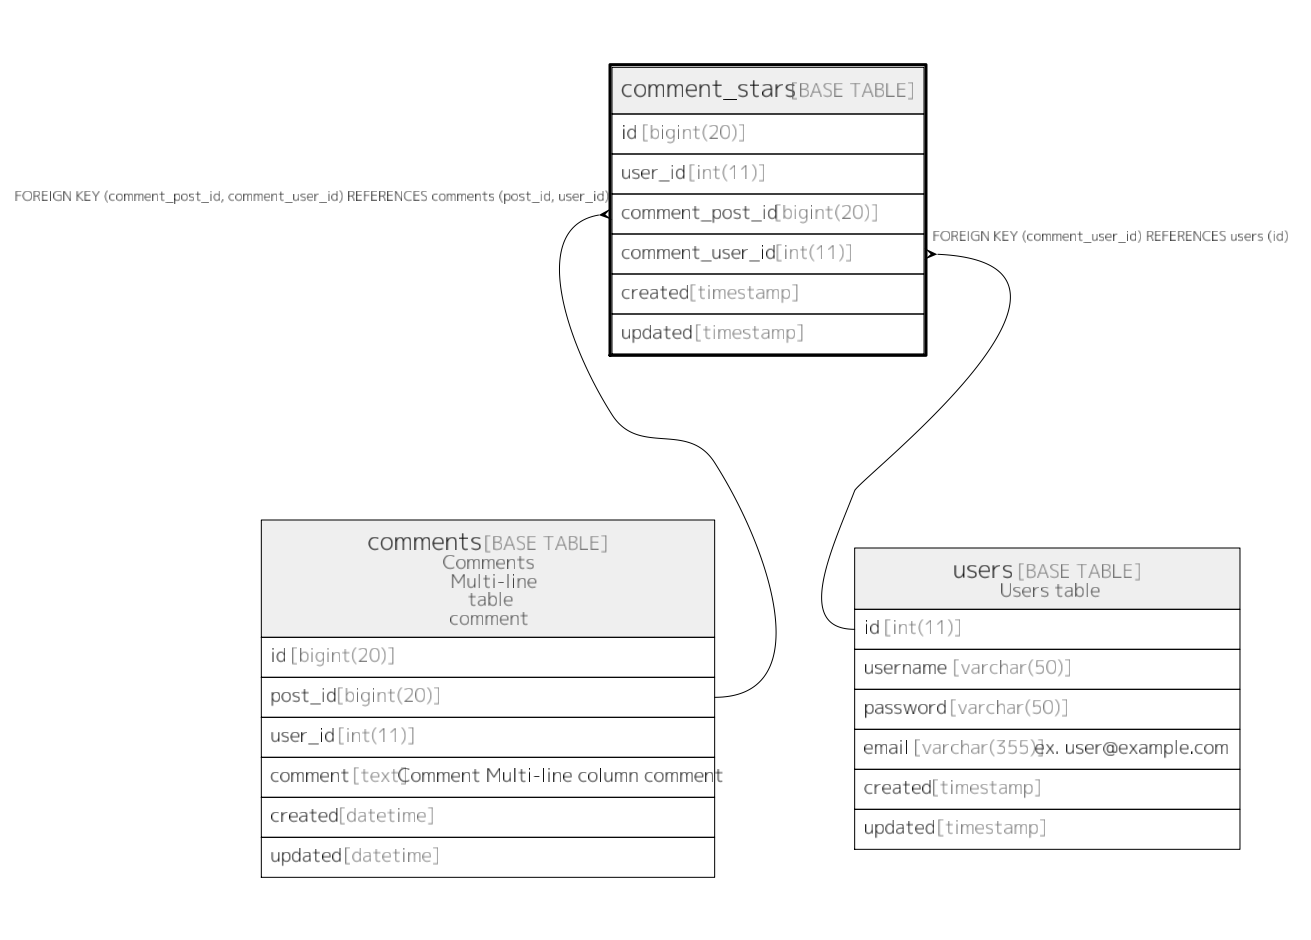 comment_stars [BASE TABLE]
id [bigint(20)]
user_id [int(11)]
FOREIGN KEY (comment_post_id, comment_user_id) REFERENCES comments (post_id, user_id)
comment_post_id [bigint(20)]
FOREIGN KEY (comment_user_id) REFERENCES users (id)
comment_user_id [int(11)]
created [timestamp]
updated [timestamp]
comments [BASE TABLE]
Comments
Multi-line
table
comment
id [bigint(20)]
post_id [bigint(20)]
user_id [int(11)]
comment [text] Comment Multi-line column comment
created [datetime]
updated [datetime]
users [BASE TABLE]
Users table
id [int(11)]
username [varchar(50)]
password [varchar(50)]
email [varchar(355)] ex. user@example.com
created [timestamp]
updated [timestamp]